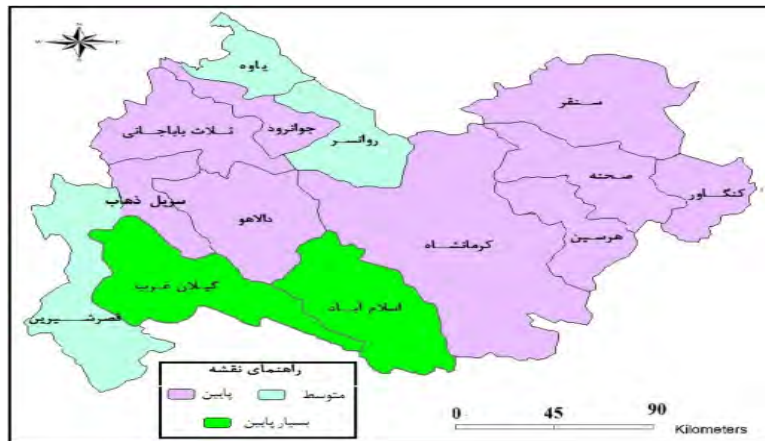 N
W E
S
پاوه
سنقر
جوانرود
ثلاث باباجانی
روانسر
صحنه
کنگاور
سرپل ذهاب
دالاهو
هرسین
کرمانشاه
گیلان غرب
اسلام آباد
قصرشیرین
راهنمای نقشه
پایین متوسط
بسیار پایین
0 45 90
Kilometers